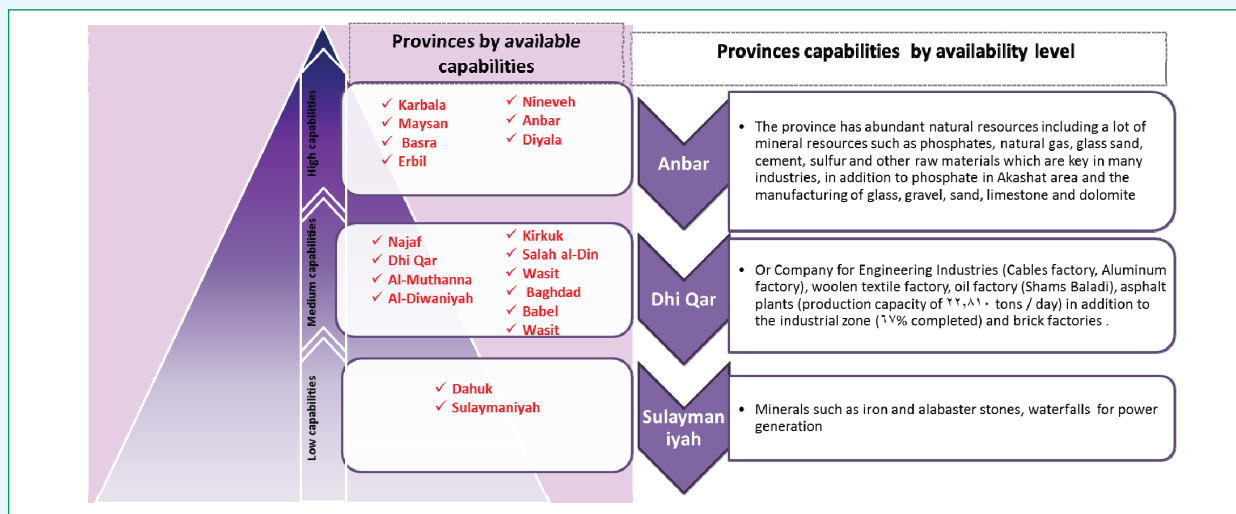 Provinces by available
capabilities
Provinces capabilities by availability level
High capabilities
✓ Karbala
✓ Maysan
✓ Basra
✓ Erbil
✓ Nineveh
✓ Anbar
✓ Diyala
Anbar
• The province has abundant natural resources including a lot of
mineral resources such as phosphates, natural gas, glass sand,
cement, sulfur and other raw materials which are key in many
industries, in addition to phosphate in Akashat area and the
manufacturing of glass, gravel, sand, limestone and dolomite
Medium capabilities
✓ Najaf
✓ Dhi Qar
✓ Al-Muthanna
✓ Al-Diwaniyah
✓ Kirkuk
✓ Salah al-Din
✓ Wasit
✓ Baghdad
✓ Babel
✓ Wasit
Dhi Qar
• Or Company for Engineering Industries (Cables factory, Aluminum
factory), woolen textile factory, oil factory (Shams Baladi), asphalt
plants (production capacity of ٢٢,٨١٠ tons / day) in addition to
the industrial zone (٦٧% completed) and brick factories .
Low capabilities
✓ Dahuk
✓ Sulaymaniyah
Sulayman
iyah
• Minerals such as iron and alabaster stones, waterfalls for power
generation